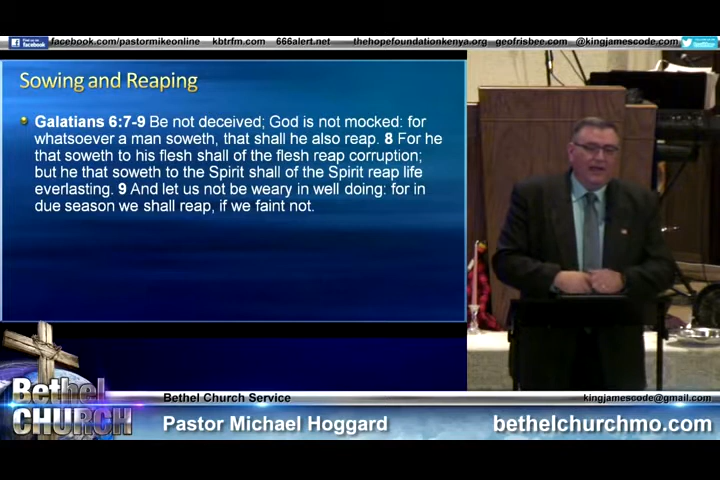 Find us on
facebook
facebook.com/pastormikeonline kbtrfm.com 666alert.net thehopefoundationkenya.org geofrisbee.com @kingjamescode.com twitter
Sowing and Reaping
Galatians 6:7-9 Be not deceived; God is not mocked: for
whatsoever a man soweth, that shall he also reap. 8 For he
that soweth to his flesh shall of the flesh reap corruption;
but he that soweth to the Spirit shall of the Spirit reap life
everlasting. 9 And let us not be weary in well doing: for in
due season we shall reap, if we faint not.
Bethel
CHURCH
Bethel Church Service kingjamescode@gmail.com
Pastor Michael Hoggard bethelchurchmo.com